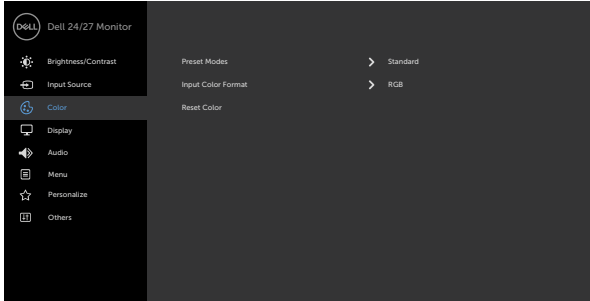 DELL Dell 24/27 Monitor
Brightness/Contrast Preset Modes Standard
Input Source Input Color Format RGB
Color Reset Color
Display
Audio
Menu
Personalize
Others